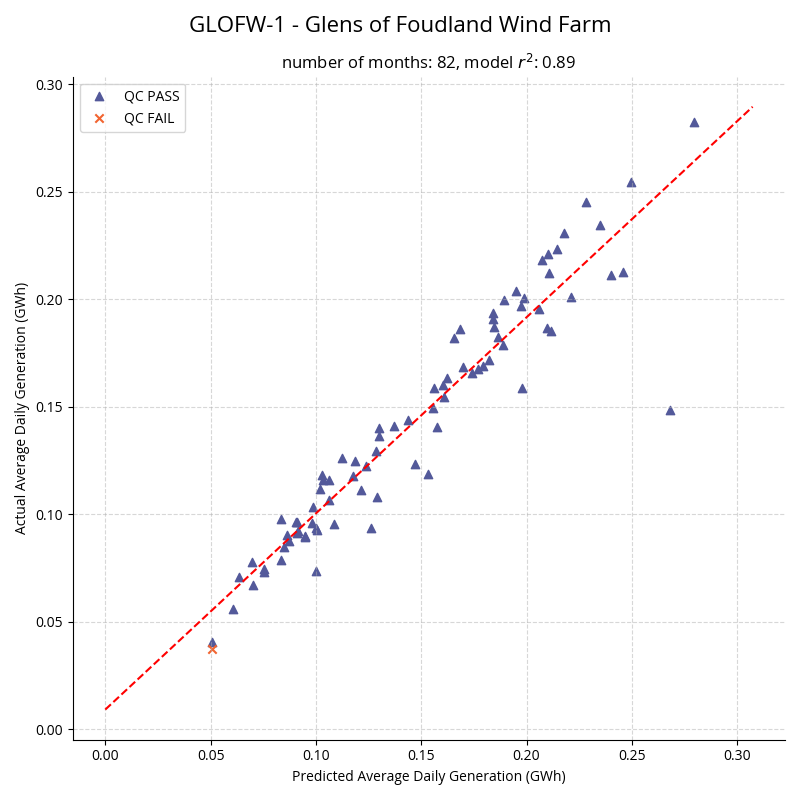 GLOFW-1 - Glens of Foudland Wind Farm
number of months: 82, model r²: 0.89
QC PASS
QC FAIL
0.30
0.25
0.20
0.15
0.10
0.05
0.00
Actual Average Daily Generation (GWh)
0.00 0.05 0.10 0.15 0.20 0.25 0.30
Predicted Average Daily Generation (GWh)